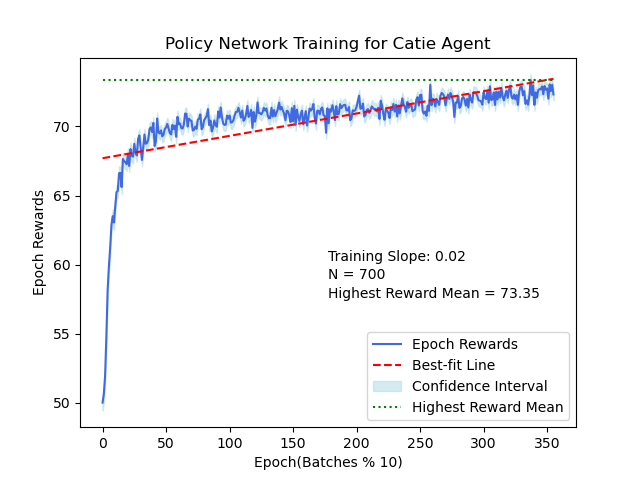 Policy Network Training for Catie Agent
Epoch Rewards
70
65
60
55
50
Training Slope: 0.02
N = 700
Highest Reward Mean = 73.35
Epoch Rewards
Best-fit Line
Confidence Interval
Highest Reward Mean
0 50 100 150 200 250 300 350
Epoch(Batches % 10)